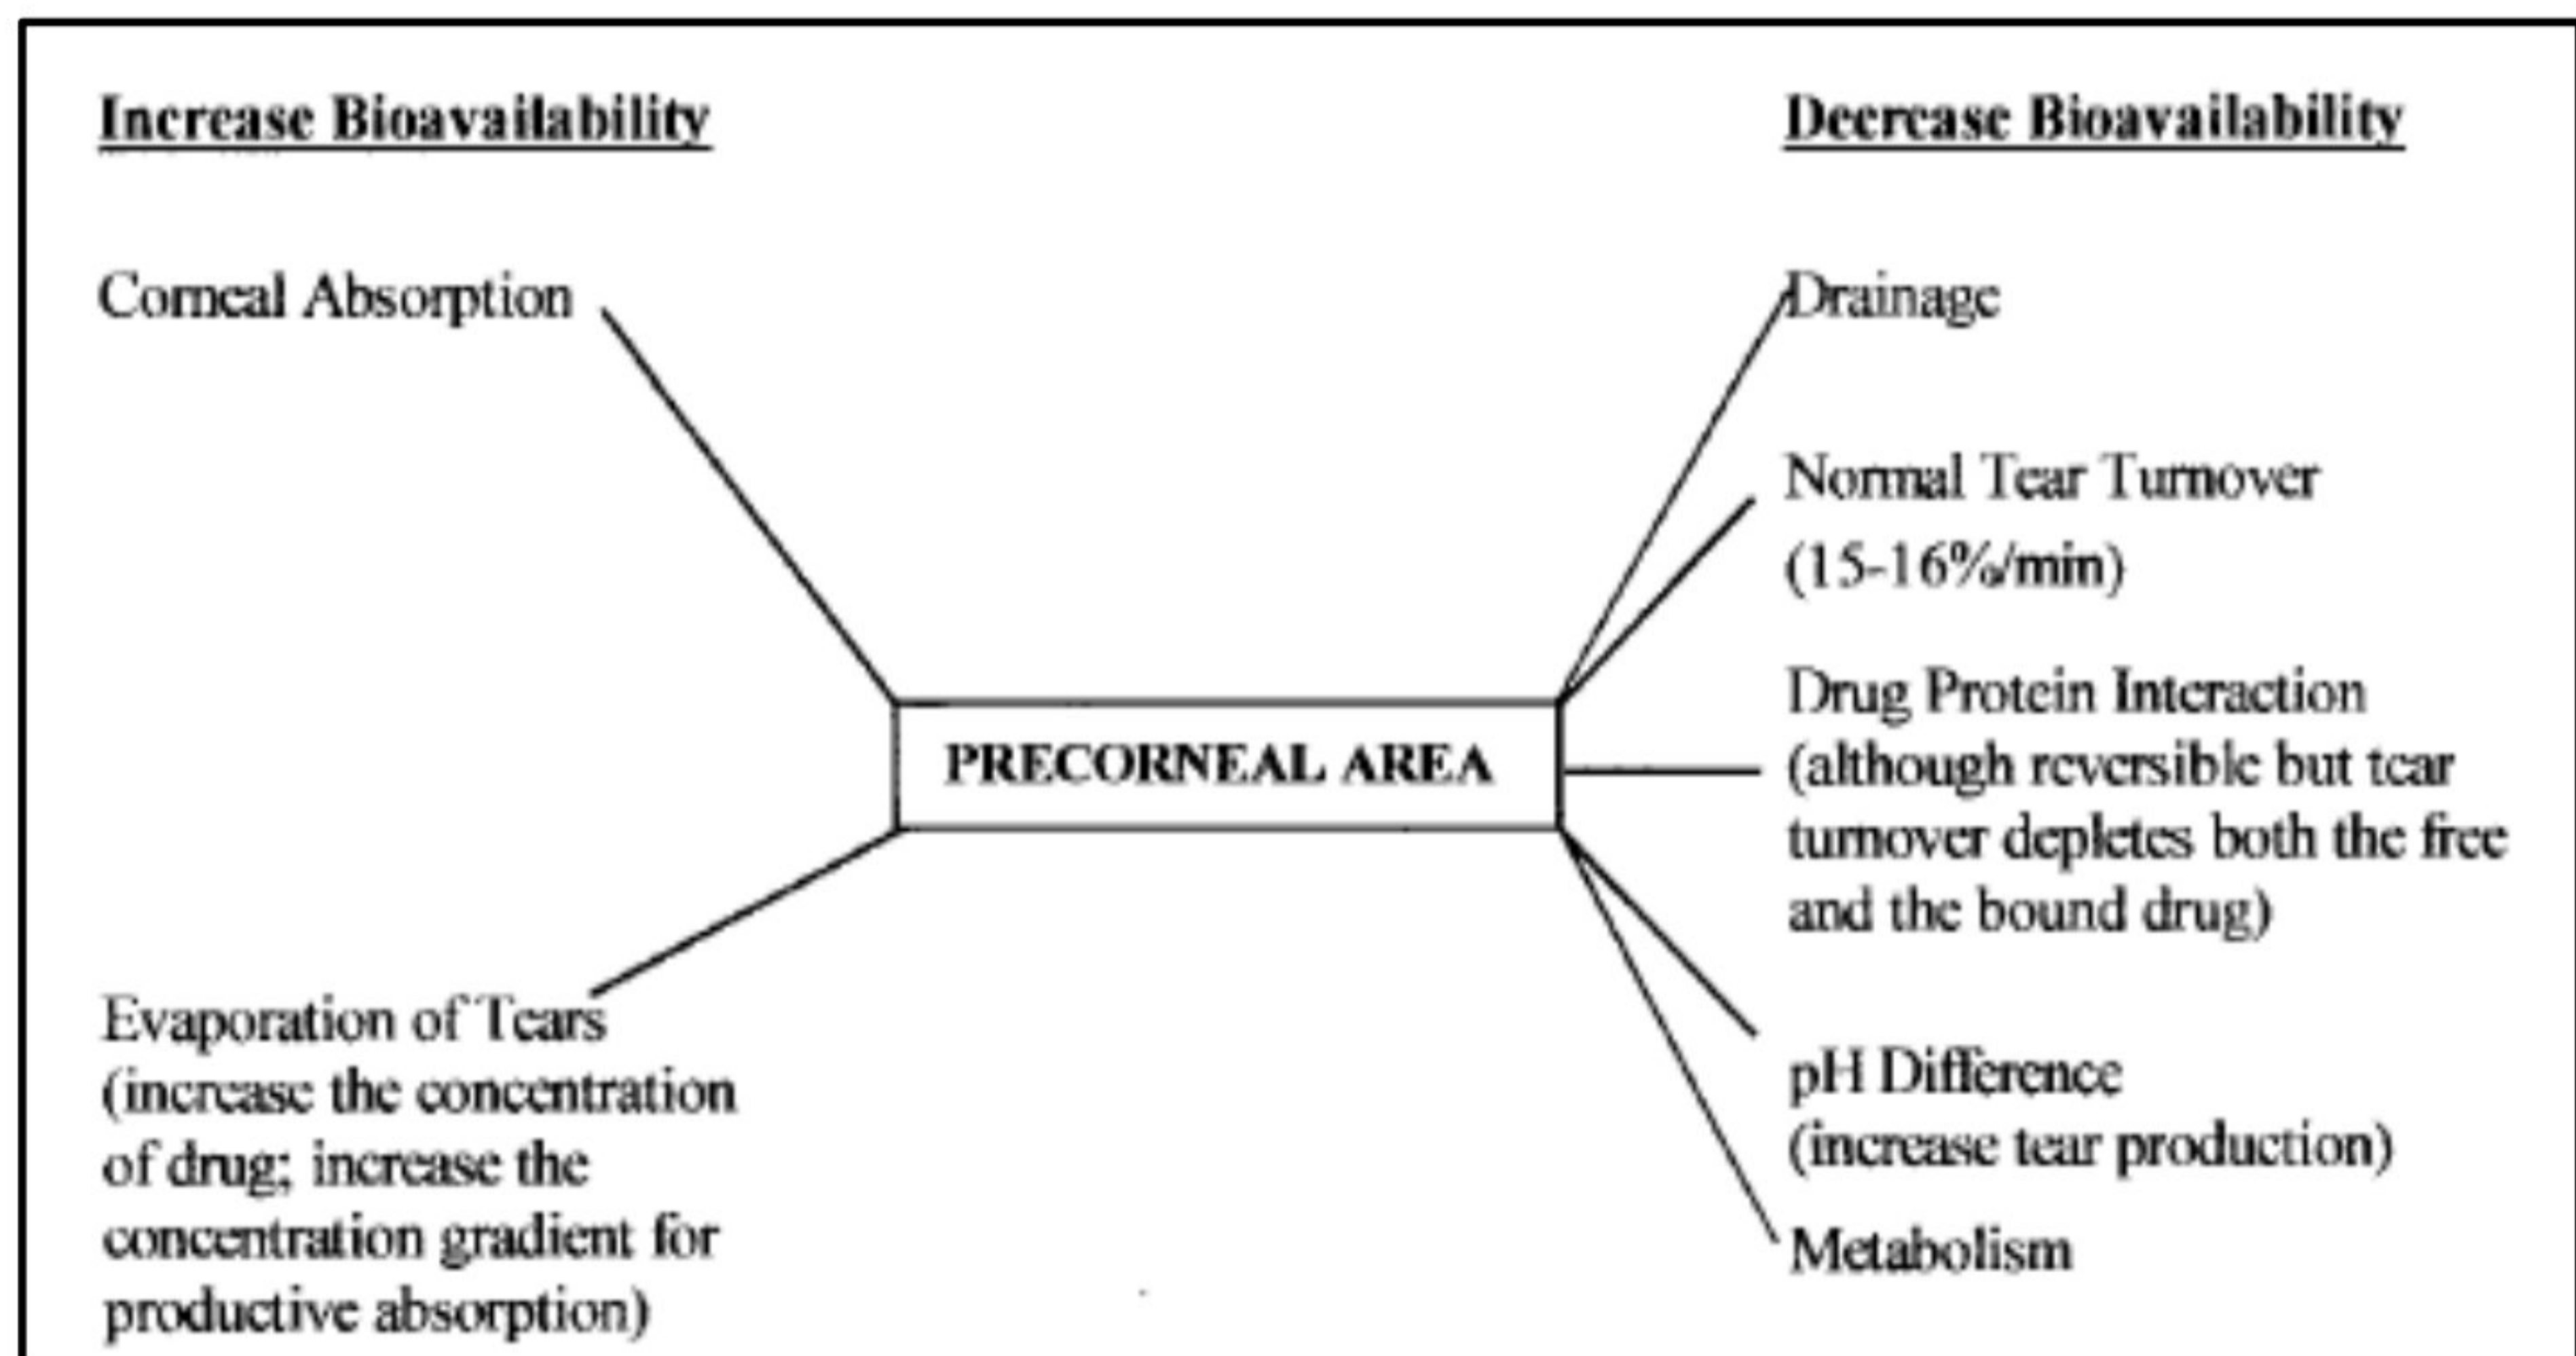 Increase Bioavailability
Decrease Bioavailability
Corneal Absorption
Drainage
Normal Tear Turnover
(15-16%/min)
Drug Protein Interaction
(although reversible but tear
turnover depletes both the free
and the bound drug)
PRECORNEAL AREA
Evaporation of Tears
(increase the concentration
of drug; increase the
concentration gradient for
productive absorption)
pH Difference
(increase tear production)
Metabolism